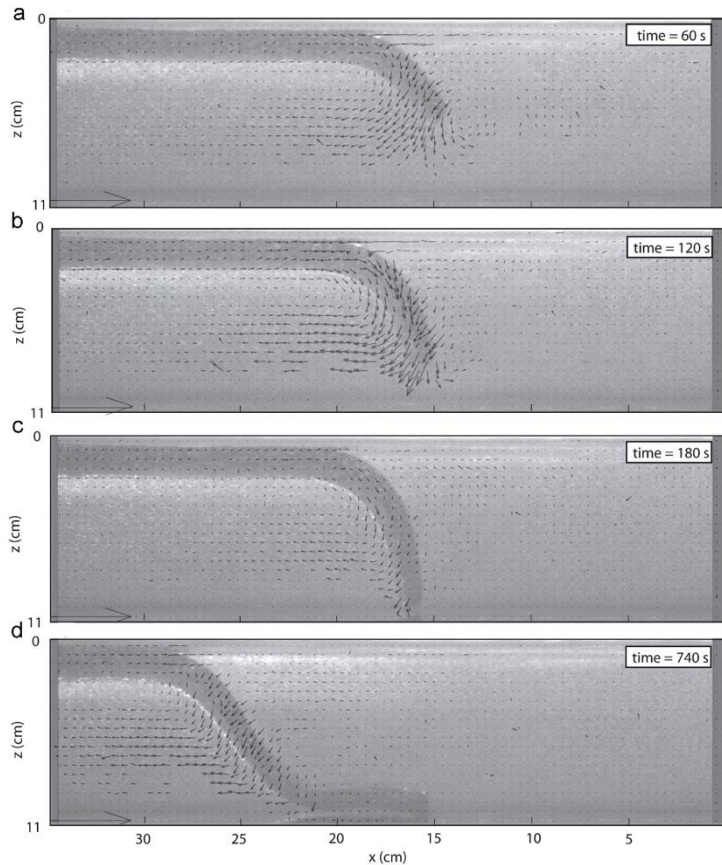 a
0
time = 60 s
z (cm)
11
b
0
time = 120 s
z (cm)
11
c
0
time = 180 s
z (cm)
11
d
0
time = 740 s
z (cm)
11
30 25 20 15 10 5
x (cm)